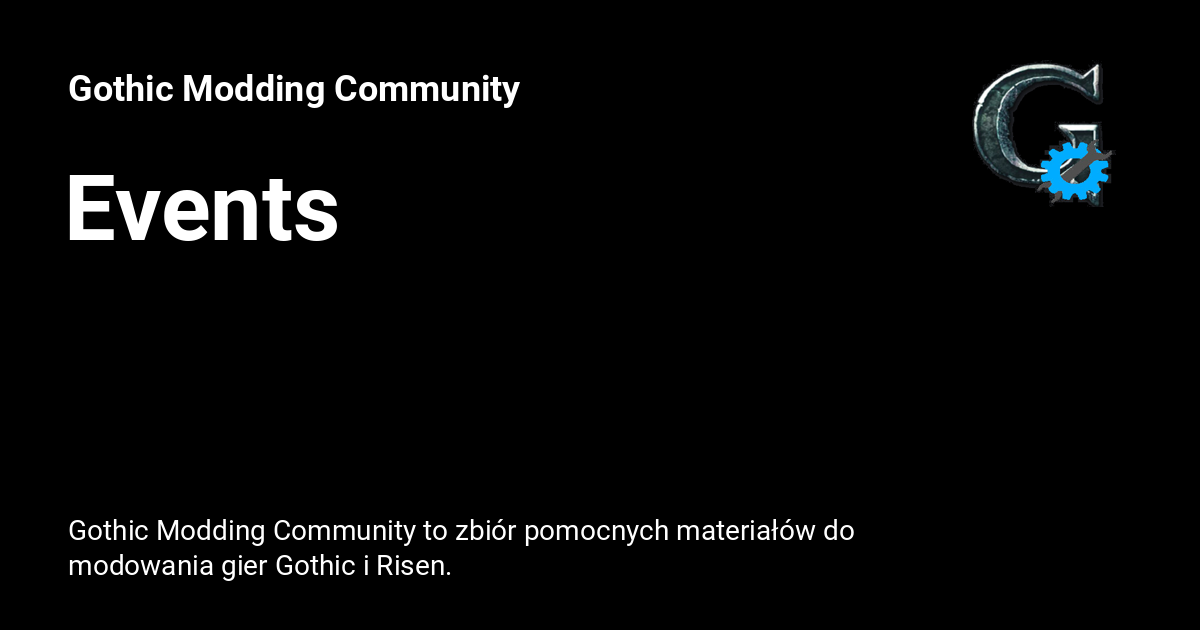 Gothic Modding Community
Events
Gothic Modding Community to zbiór pomocnych materiałów do
modowania gier Gothic i Risen.